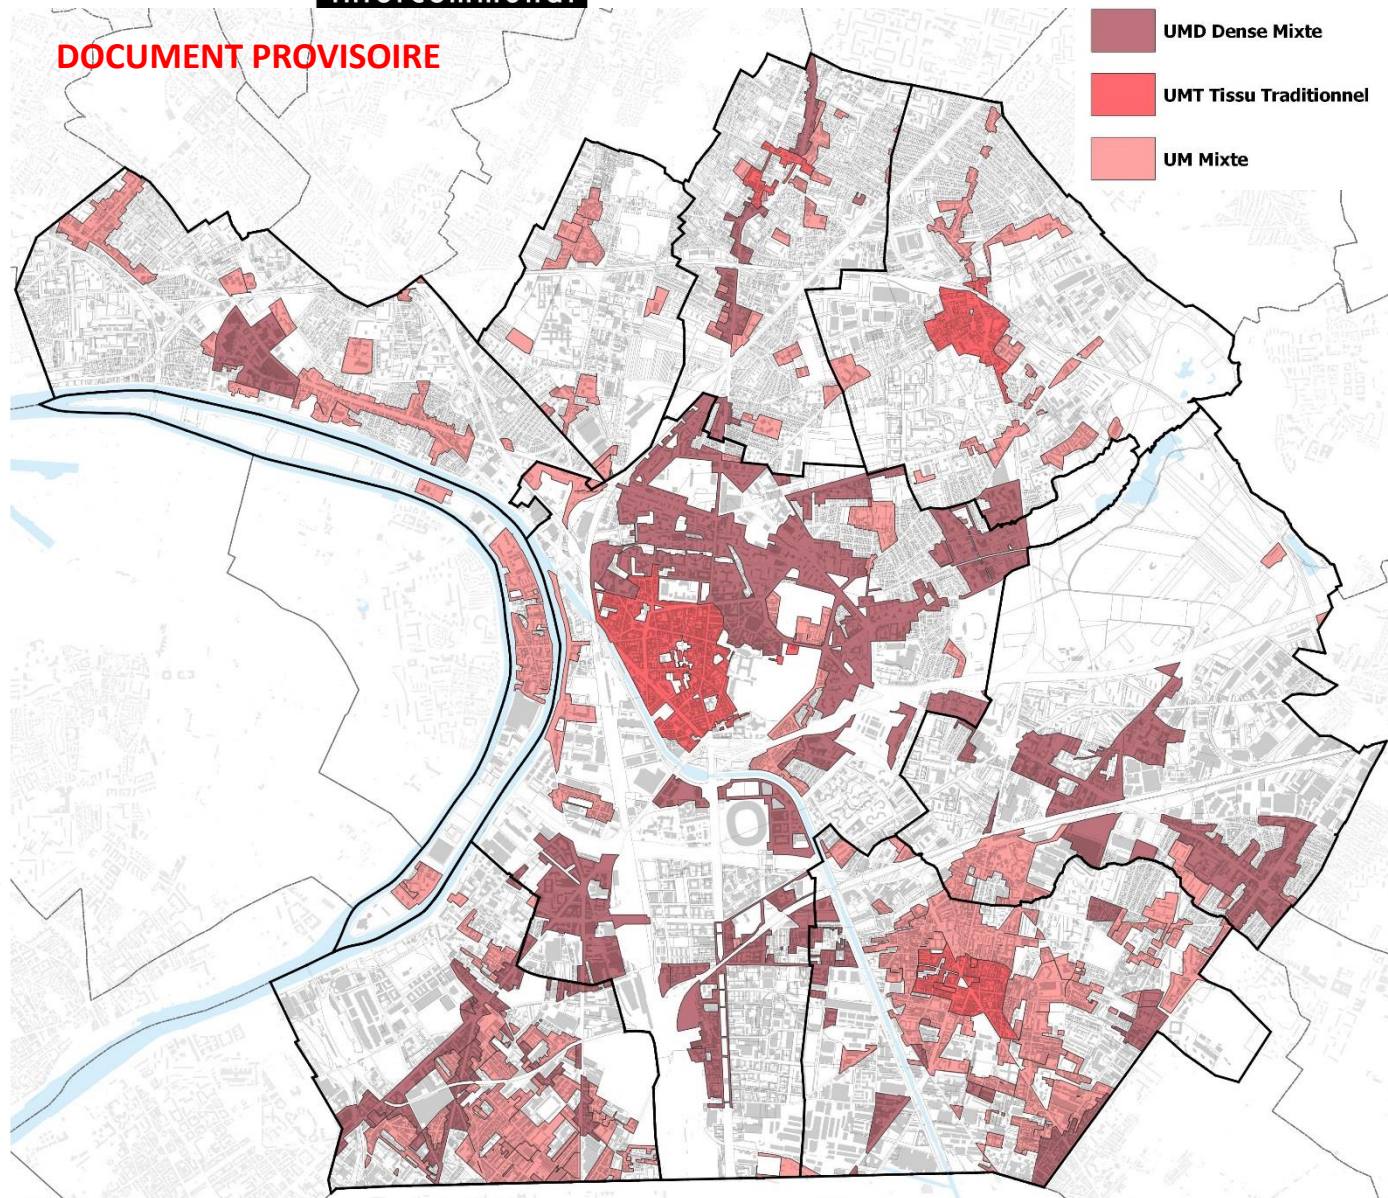 DOCUMENT PROVISOIRE
UMD Dense Mixte
UMT Tissu Traditionnel
UM Mixte